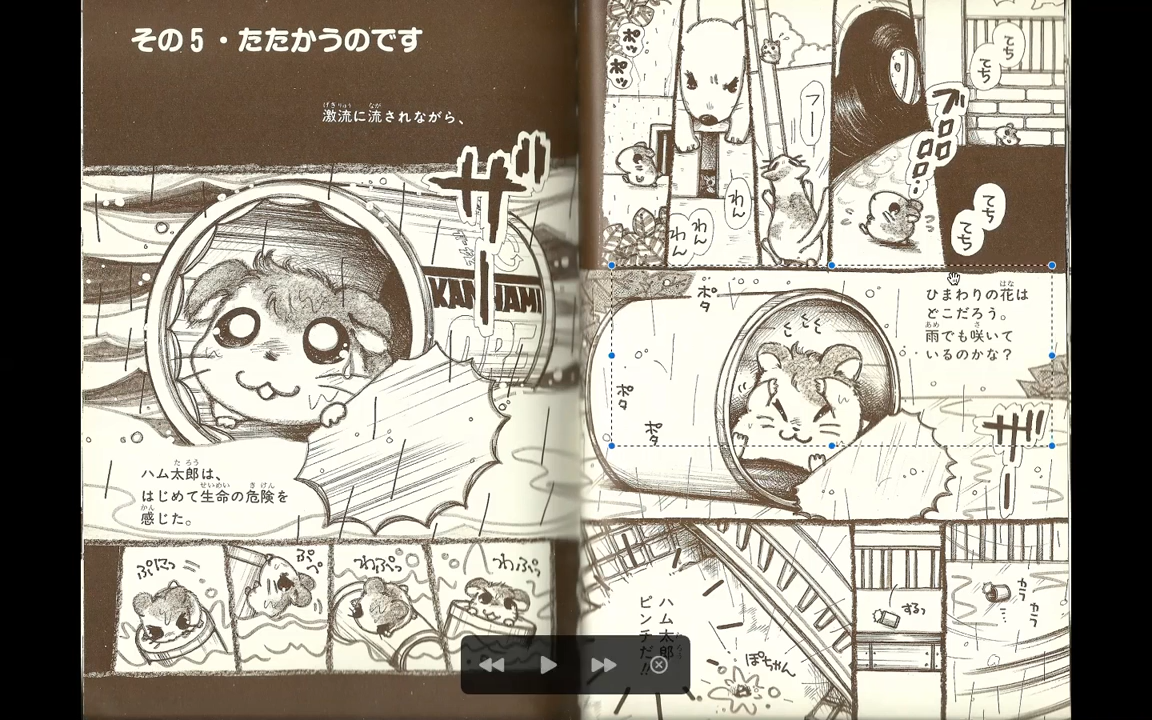 その5・たたかうのです
激流に流されながら、
ザ
ハム太郎は、
はじめて生命の危険を
感じた。
ぷにっ
ぷぺ
わぷっ
わぷっ
ポッ
ポッ
わん
わん
わん
フーー
ブロロロ…
てち
てち
てち
てち
ひまわりの花は
どこだろう。
雨でも咲いて
いるのかな?
ポタ
ポタ
ポタ
ハム太郎
ピンチだ!!
ぽちゃん
するっ
カラ
カラ